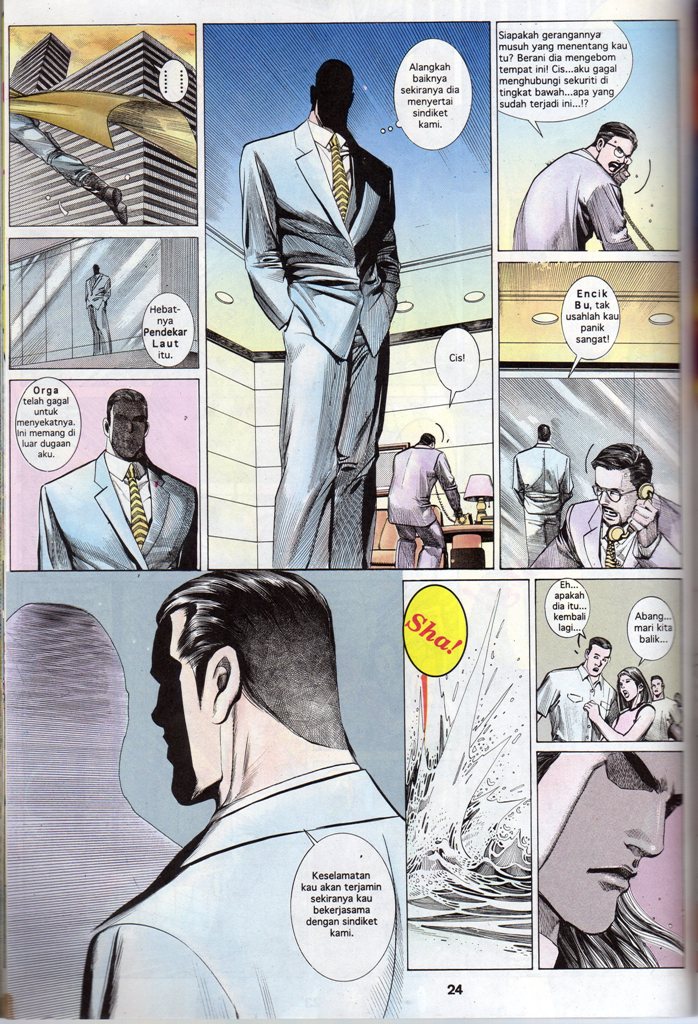 ......
Hebat-
nya
Pendekar
Laut
itu.
Orga
telah gagal
untuk
menyekatnya.
Ini memang di
luar dugaan
aku.
Alangkah
baiknya
sekiranya dia
menyertai
sindiket
kami.
Cis!
Siapakah gerangannya
musuh yang menentang kau
tu? Berani dia mengebom
tempat ini! Cis...aku gagal
menghubungi sekuriti di
tingkat bawah...apa yang
sudah terjadi ini...!?
Encik
Bu, tak
usahlah kau
panik
sangat!
Keselamatan
kau akan terjamin
sekiranya kau
bekerjasama
dengan sindiket
kami.
Sha!
Eh...
apakah
dia itu...
kembali
lagi...
Abang...
mari kita
balik...
24